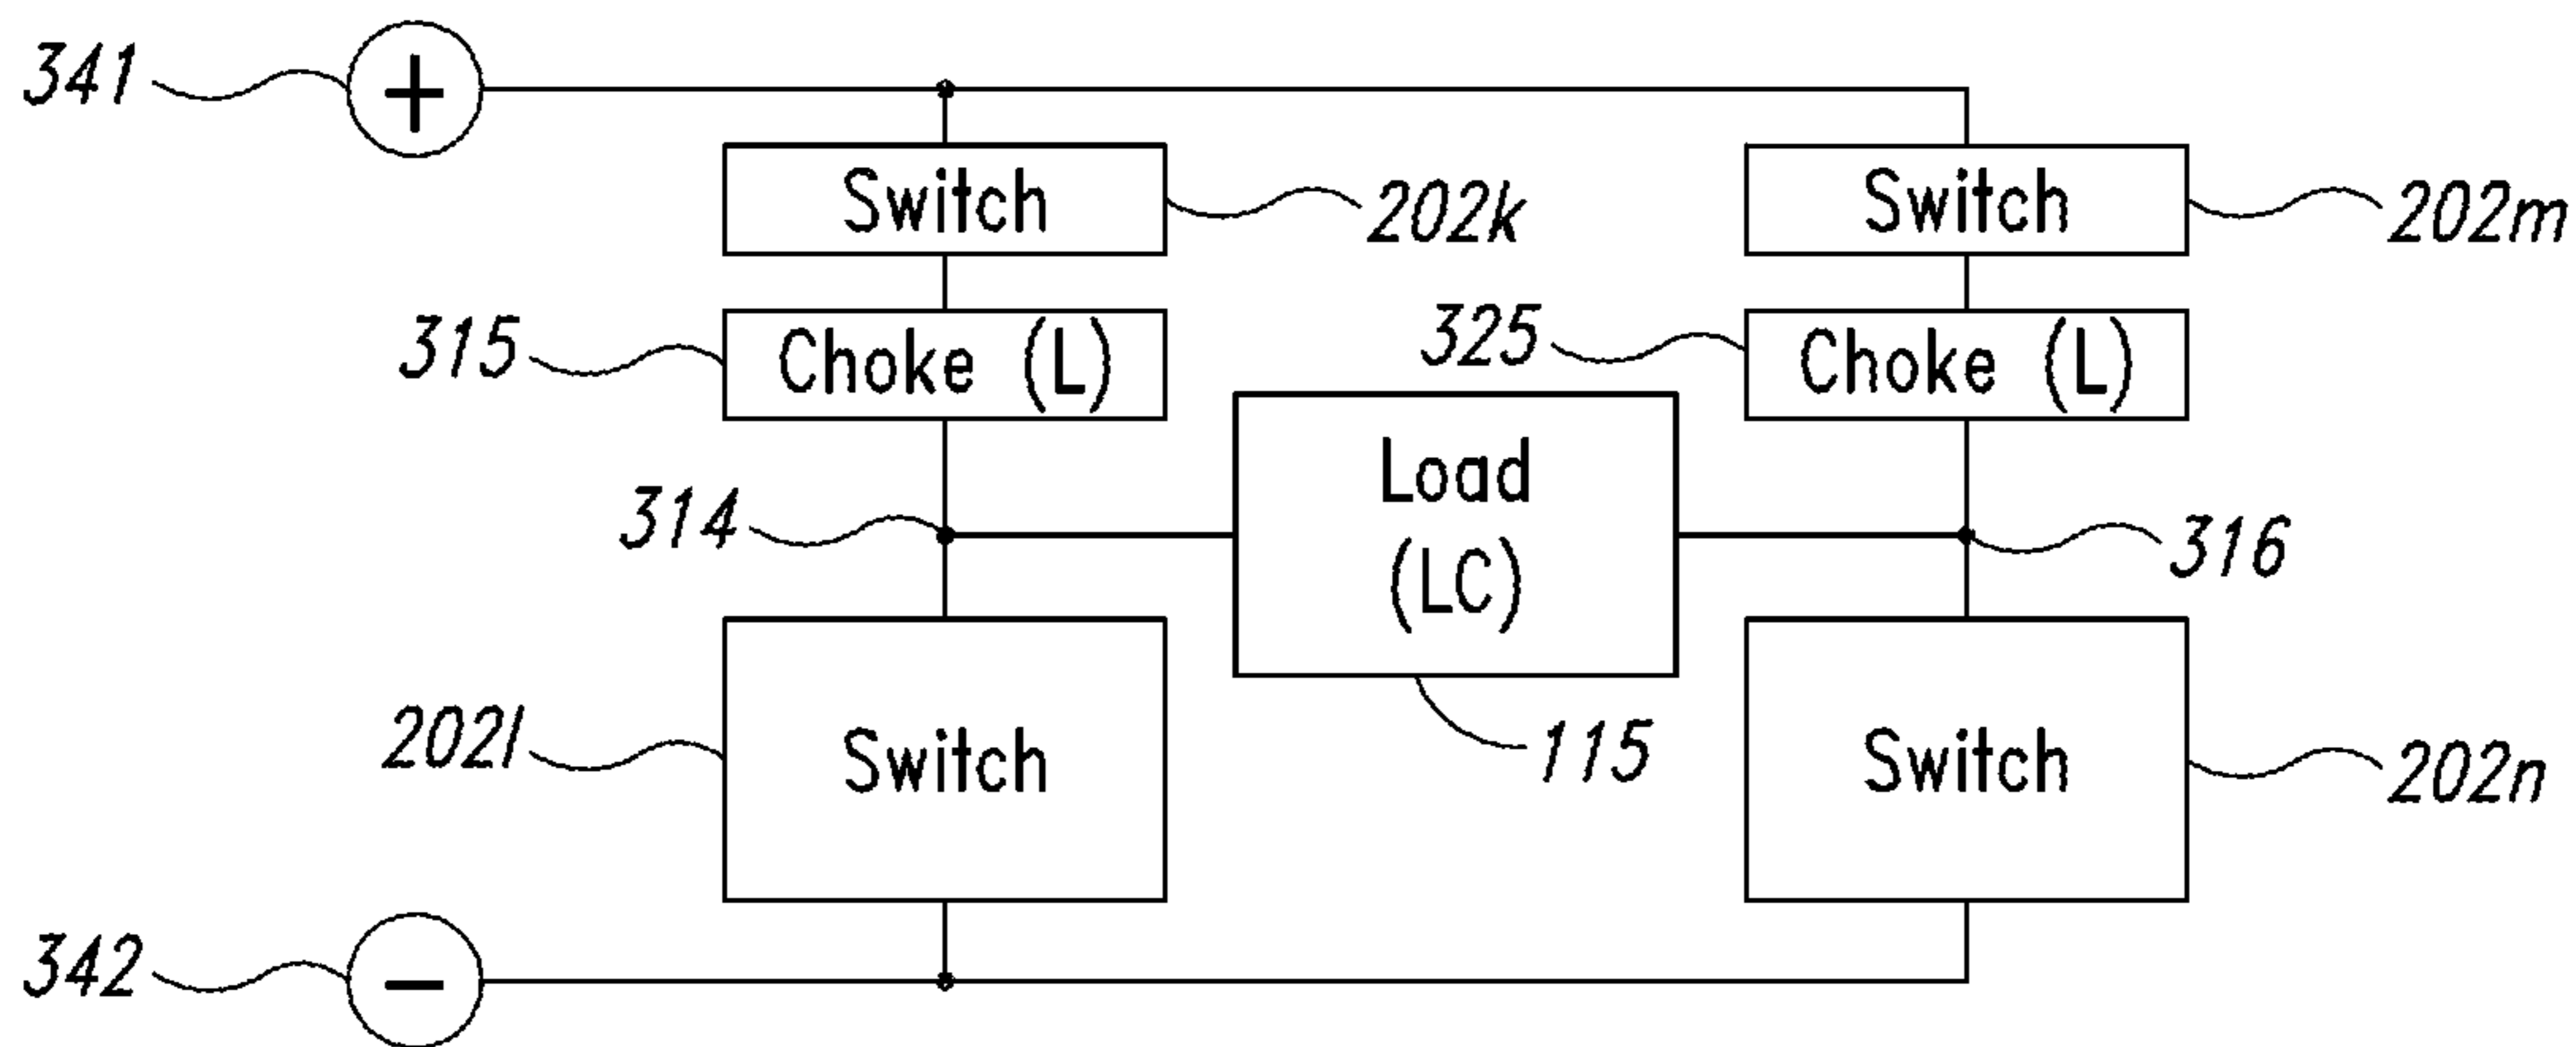 341
+
Switch
202k
Switch
202m
315
Choke (L)
325
Choke (L)
Load
(LC)
314
316
202l
Switch
115
Switch
202n
342
−